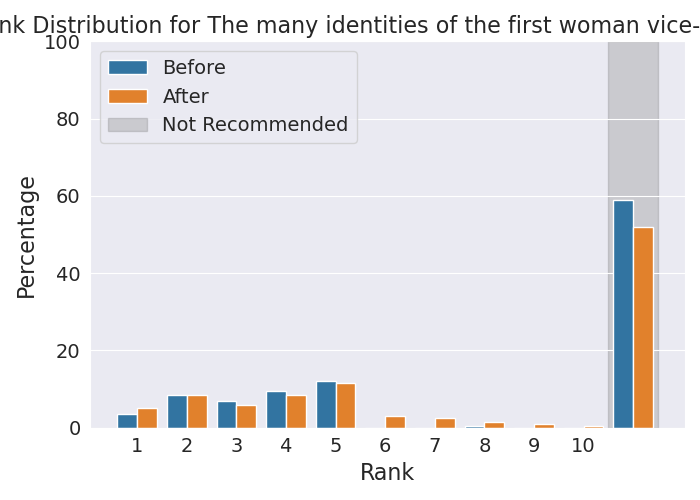 nk Distribution for The many identities of the first woman vice-
100
80
60
40
20
0
Percentage
Before
After
Not Recommended
1 2 3 4 5 6 7 8 9 10
Rank